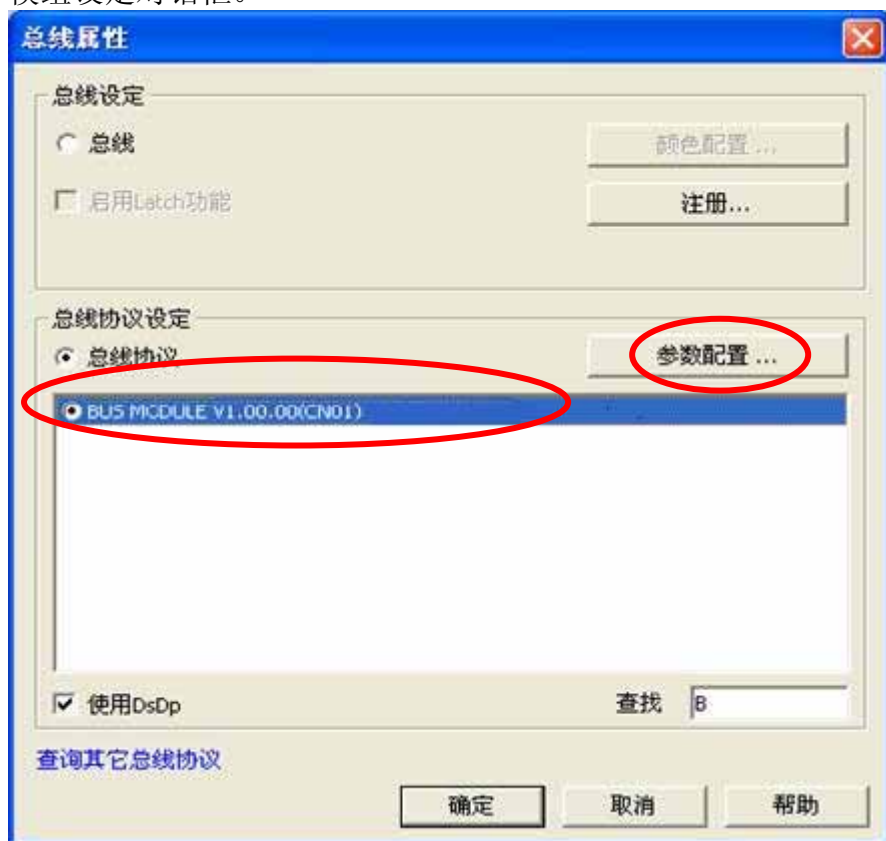 总线属性
总线设定
总线
颜色配置 ...
启用Latch功能
注册...
总线协议设定
总线协议
参数配置 ...
BUS MODULE V1.00.00(CN01)
使用DsDp
查找 B
查询其它总线协议
确定 取消 帮助